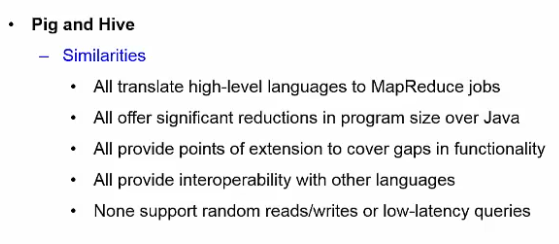 • Pig and Hive
– Similarities
• All translate high-level languages to MapReduce jobs
• All offer significant reductions in program size over Java
• All provide points of extension to cover gaps in functionality
• All provide interoperability with other languages
• None support random reads/writes or low-latency queries